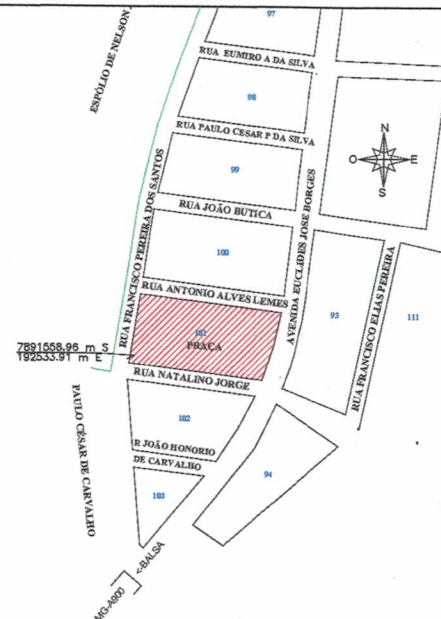 97
ESPÓLIO DE NELSON
RUA EUMIRO A DA SILVA
98
RUA PAULO CESAR P DA SILVA
N
O
E
S
99
RUA FRANCISCO PEREIRA DOS SANTOS
RUA JOÃO BUTICA
AVENIDA EUCLIDES JOSE BORGES
100
RUA ANTONIO ALVES LEMES
93
RUA FRANCISCO ELIAS PEREIRA
111
101
PRAÇA
7891558.96 m S
192533.91 m E
RUA NATALINO JORGE
PAULO CÉSAR DE CARVALHO
102
R JOÃO HONORIO
DE CARVALHO
103
94
<-BALSA
MG-A900